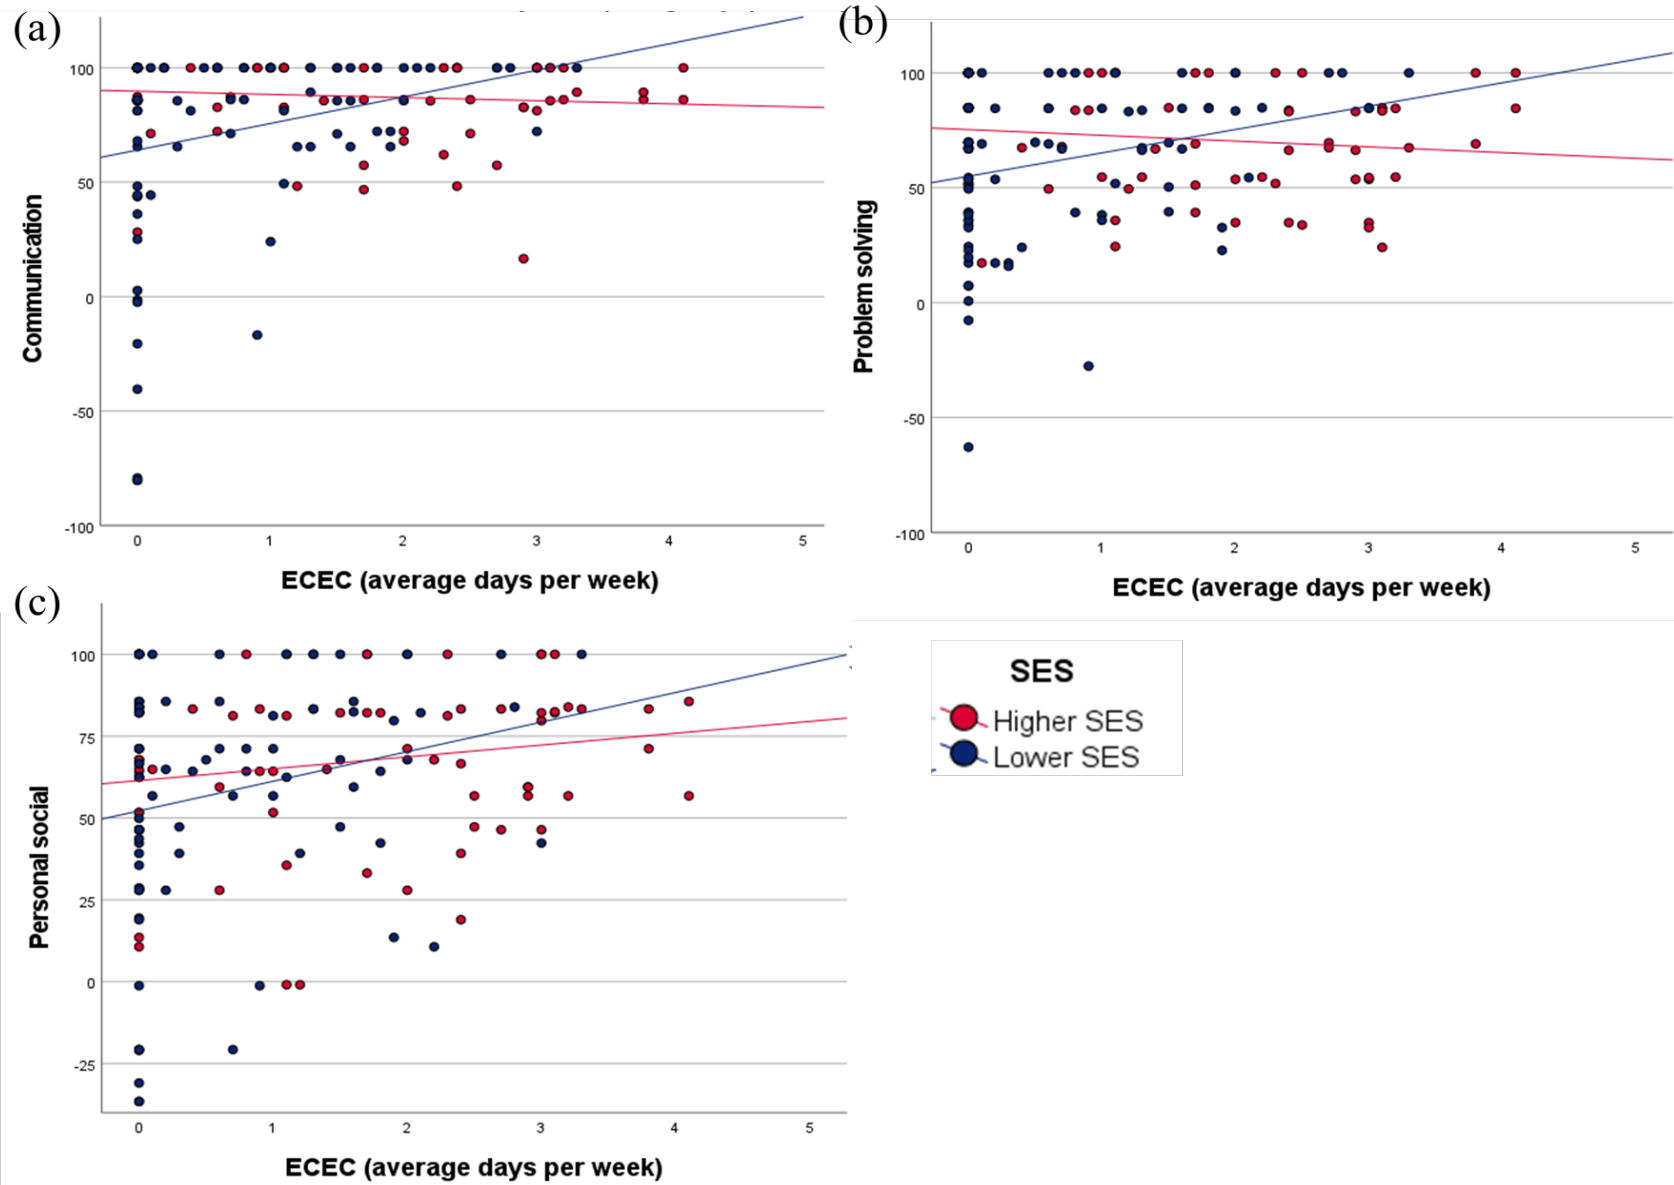 (a)
100
50
0
-50
-100
Communication
0 1 2 3 4 5
ECEC (average days per week)
(b)
100
50
0
-50
-100
Problem solving
0 1 2 3 4 5
ECEC (average days per week)
(c)
100
75
50
25
0
-25
Personal social
0 1 2 3 4 5
ECEC (average days per week)
SES
Higher SES
Lower SES